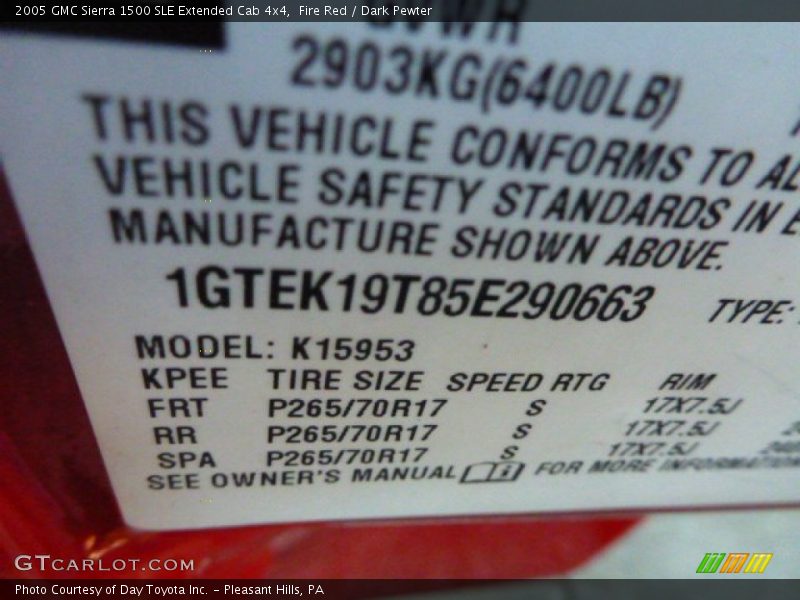 2005 GMC Sierra 1500 SLE Extended Cab 4x4, Fire Red / Dark Pewter
GVWR
2903KG(6400LB)
THIS VEHICLE CONFORMS TO AL
VEHICLE SAFETY STANDARDS IN E
MANUFACTURE SHOWN ABOVE.
1GTEK19T85E290663 TYPE:
MODEL: K15953
KPEE TIRE SIZE SPEED RTG RIM
FRT P265/70R17 S 17X7.5J
RR P265/70R17 S 17X7.5J
SPA P265/70R17 S 17X7.5J
SEE OWNER'S MANUAL FOR MORE INFORMATION
GTCARLOT.COM
Photo Courtesy of Day Toyota Inc. - Pleasant Hills, PA